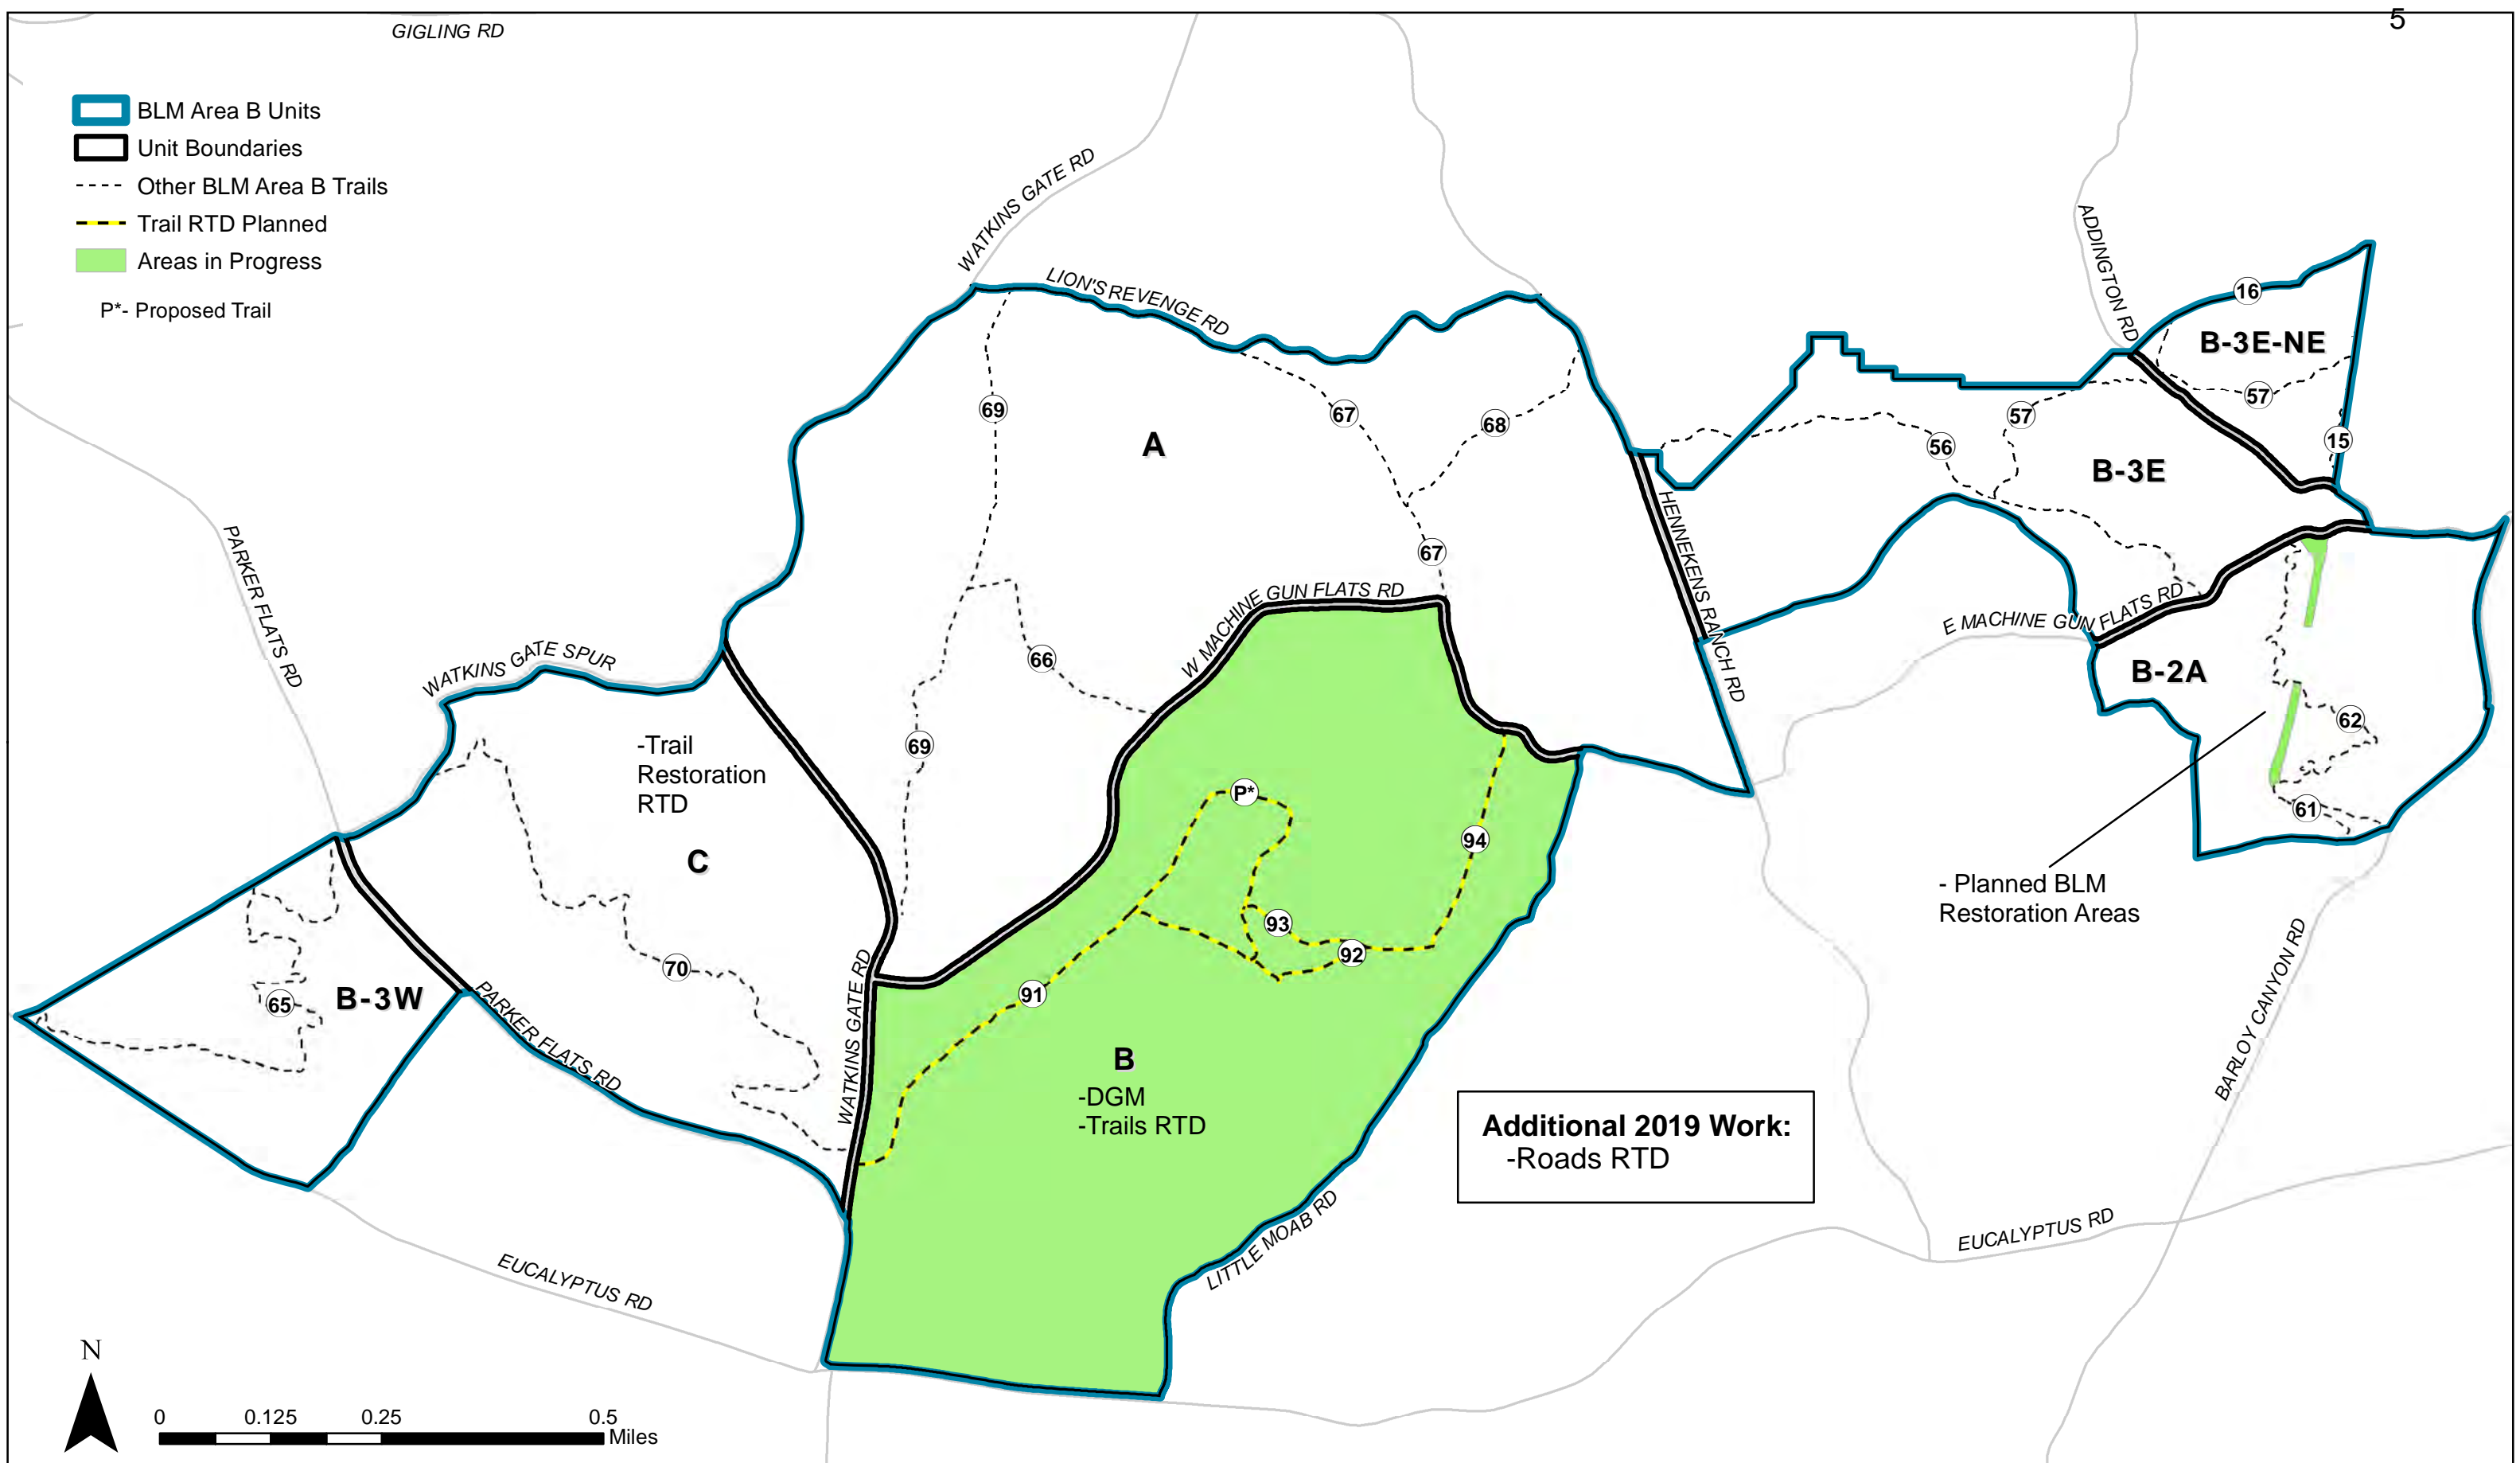 5
GIGLING RD
BLM Area B Units
Unit Boundaries
Other BLM Area B Trails
Trail RTD Planned
Areas in Progress
P*- Proposed Trail
WATKINS GATE RD
LION'S REVENGE RD
ADDINGTON RD
16
B-3E-NE
57
15
69
67
68
A
57
56
B-3E
PARKER FLATS RD
HENNEKENS RANCH RD
67
W MACHINE GUN FLATS RD
E MACHINE GUN FLATS RD
WATKINS GATE SPUR
66
B-2A
62
61
-Trail
Restoration
RTD
69
P*
94
C
- Planned BLM
Restoration Areas
93
92
91
70
65
B-3W
PARKER FLATS RD
WATKINS GATE RD
BARLOY CANYON RD
B
-DGM
-Trails RTD
Additional 2019 Work:
-Roads RTD
LITTLE MOAB RD
EUCALYPTUS RD
EUCALYPTUS RD
N
0 0.125 0.25 0.5
Miles